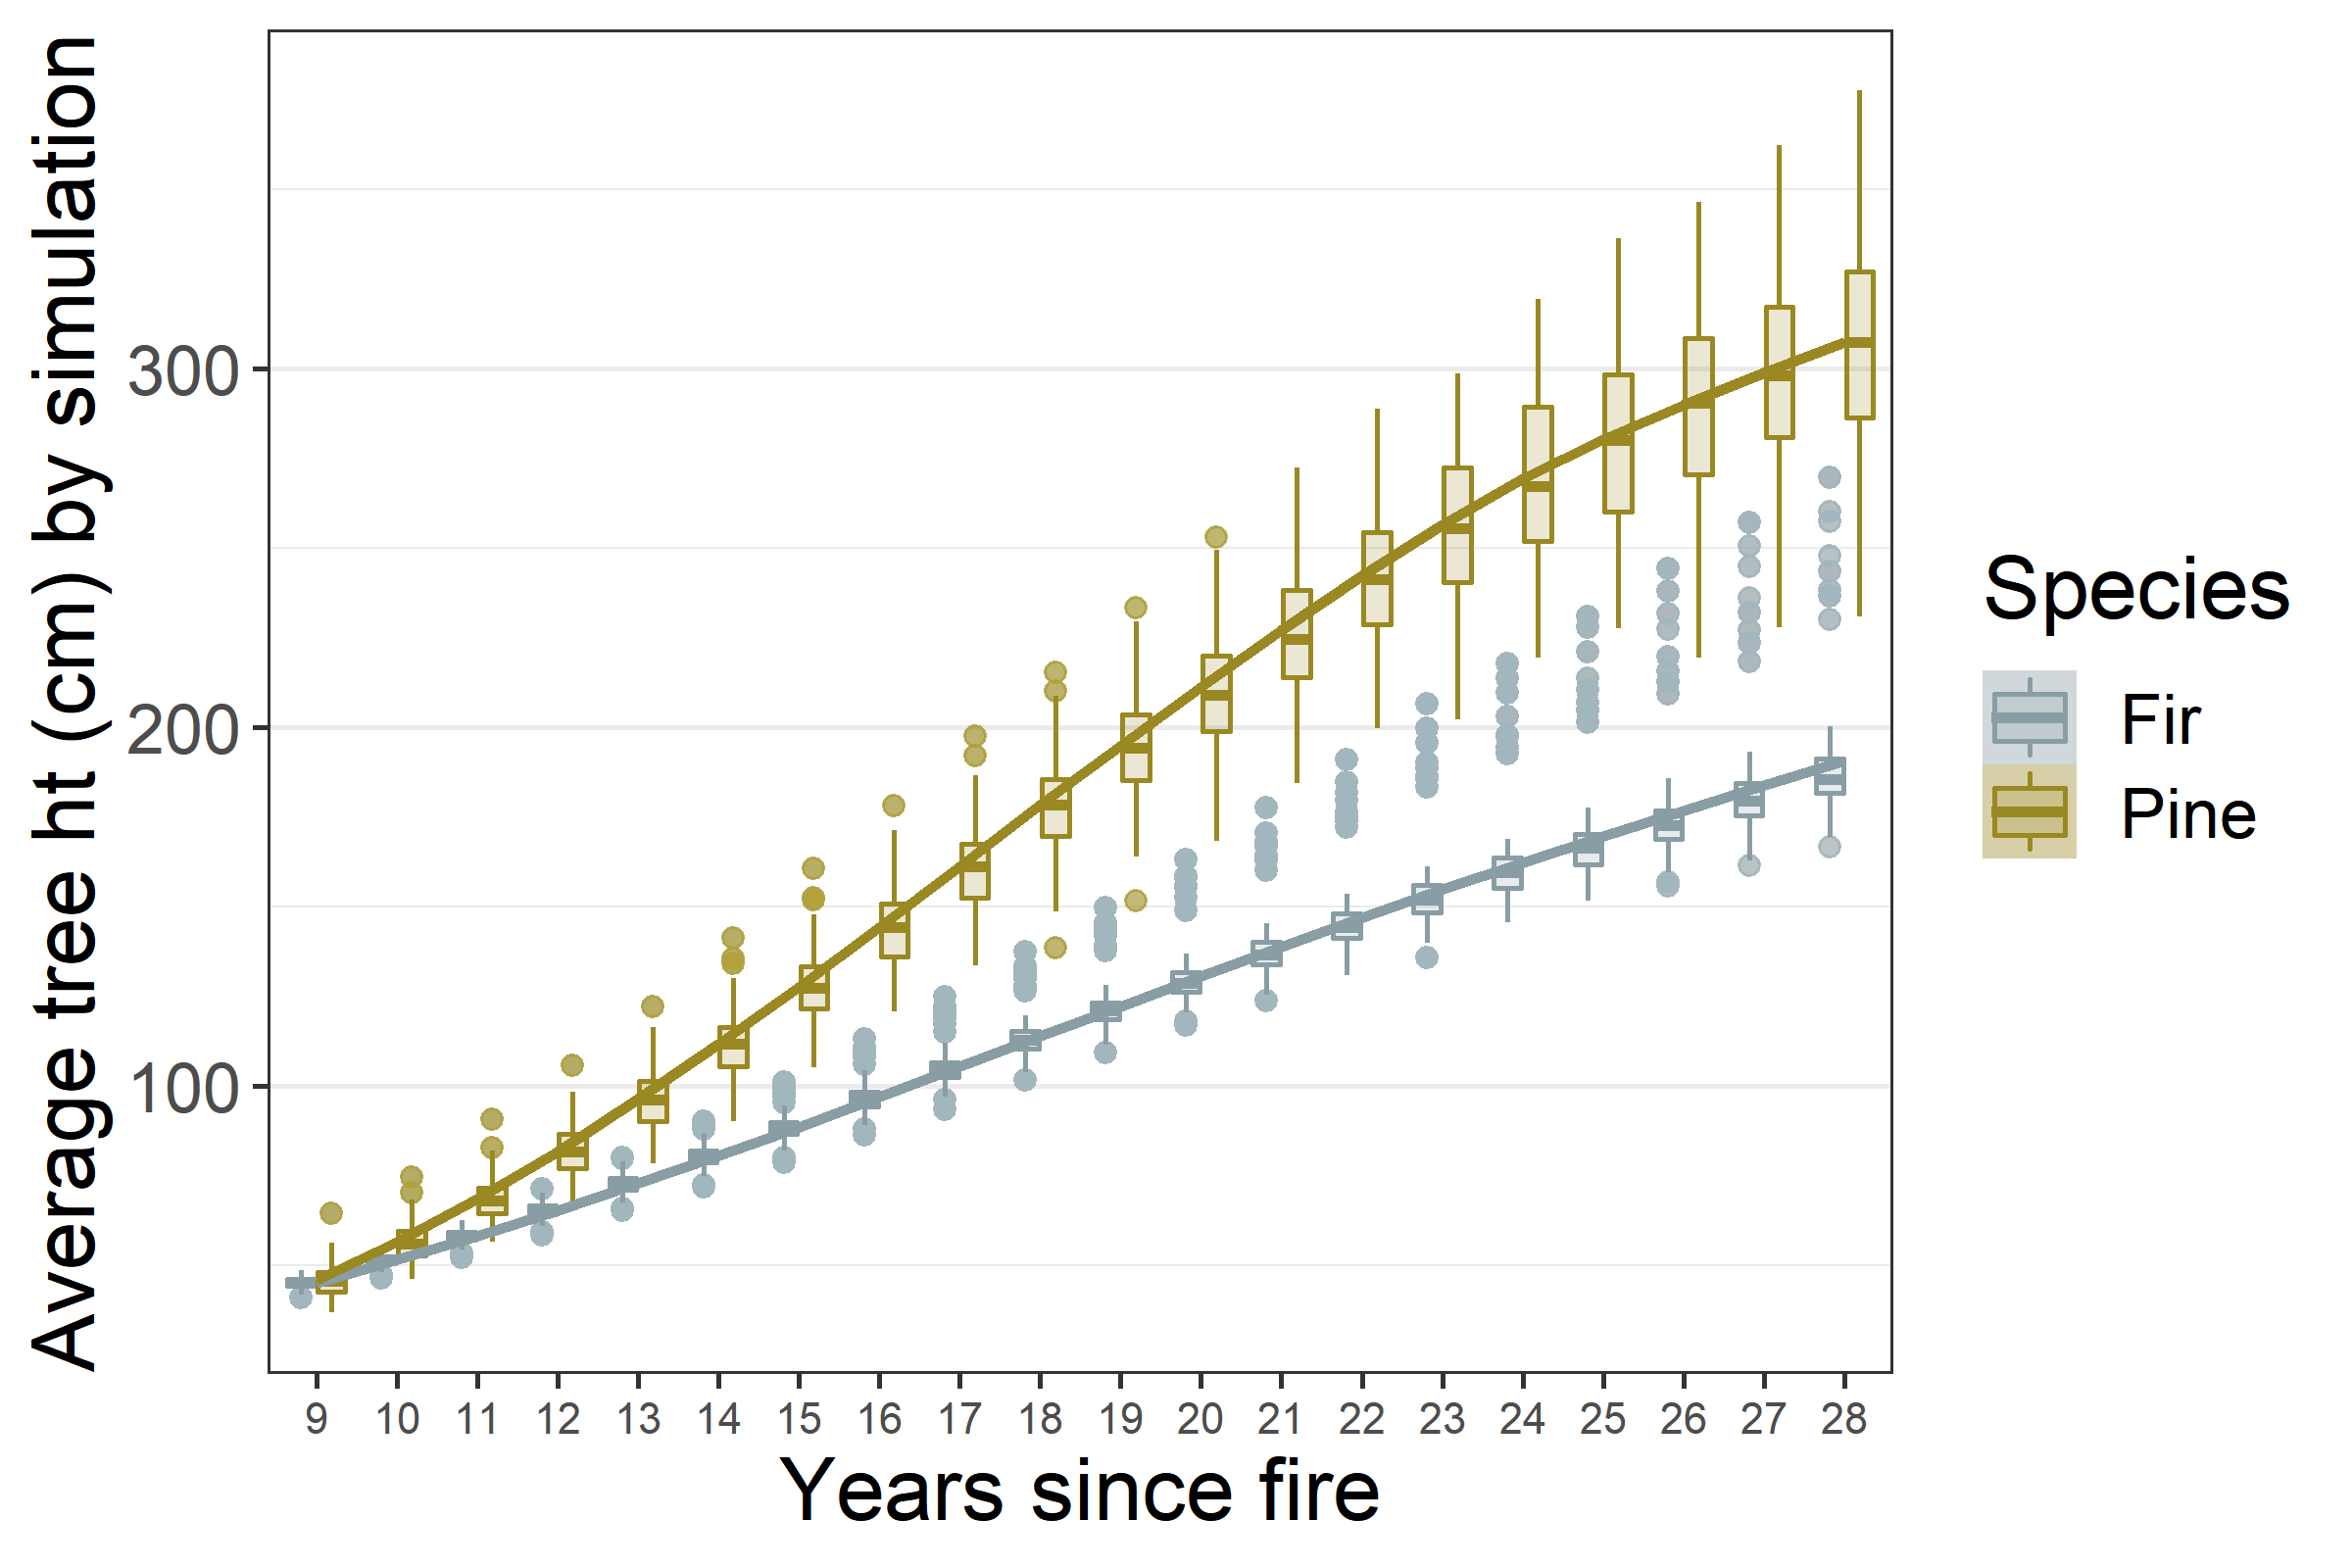 Average tree ht (cm) by simulation
300
200
100
9 10 11 12 13 14 15 16 17 18 19 20 21 22 23 24 25 26 27 28
Years since fire
Species
Fir
Pine